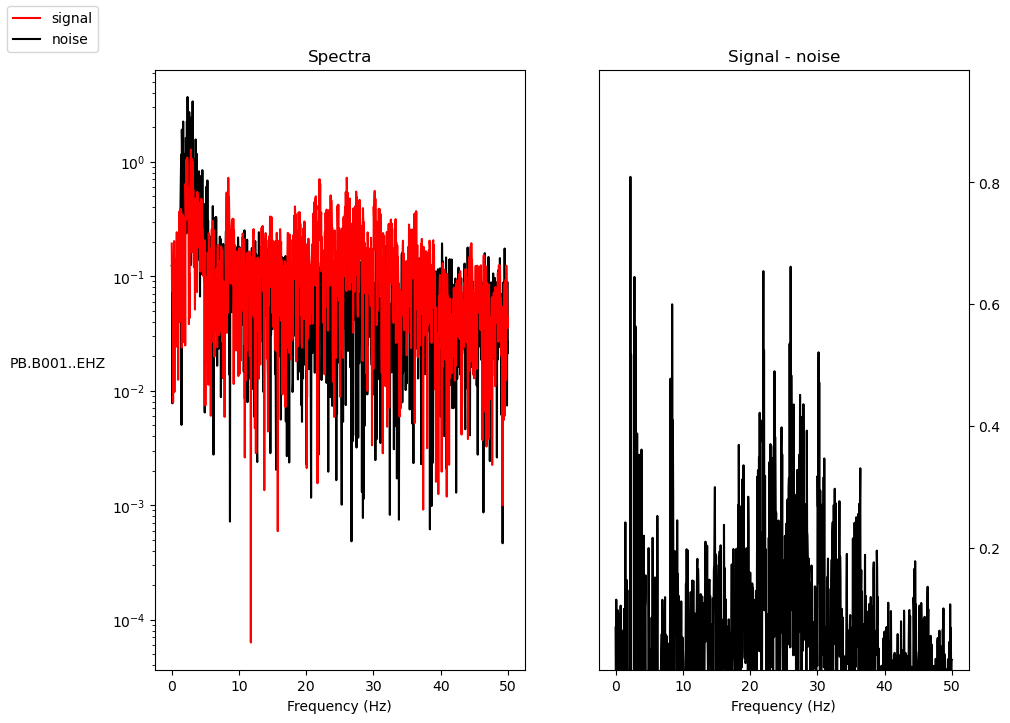 signal
noise
Spectra
Signal - noise
10⁰
10⁻¹
10⁻²
10⁻³
10⁻⁴
PB.B001..EHZ
0.8
0.6
0.4
0.2
0 10 20 30 40 50
0 10 20 30 40 50
Frequency (Hz)
Frequency (Hz)